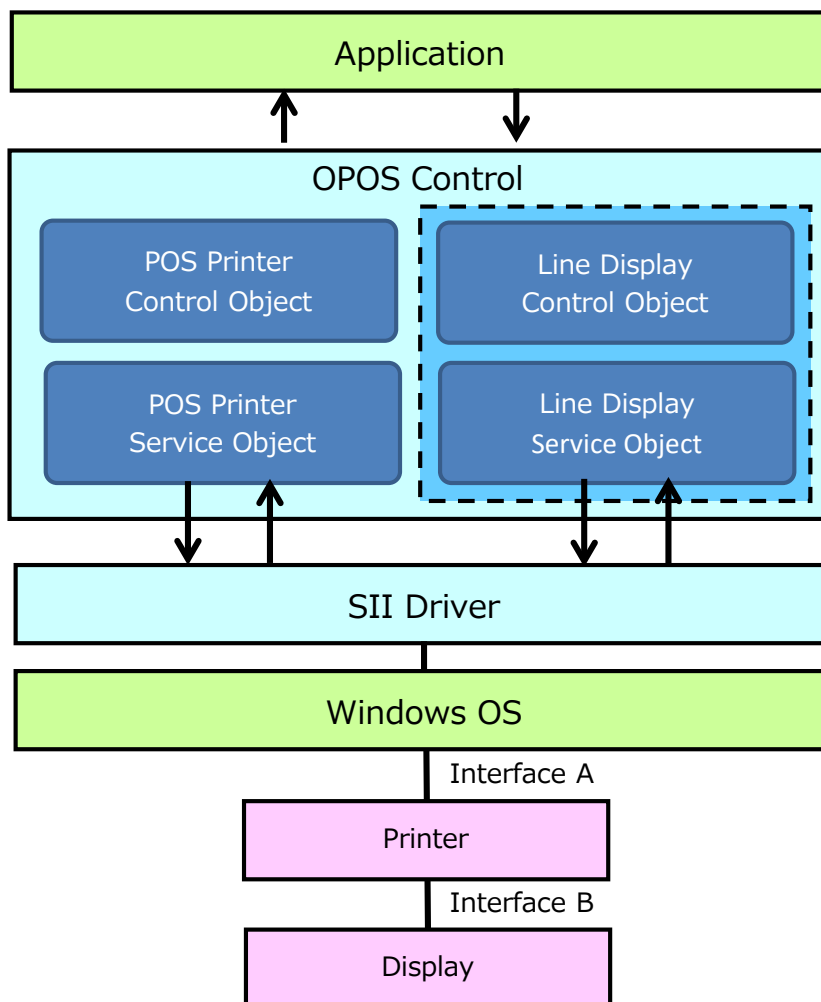 Application
OPOS Control
POS Printer
Control Object
Line Display
Control Object
POS Printer
Service Object
Line Display
Service Object
SII Driver
Windows OS
Interface A
Printer
Interface B
Display